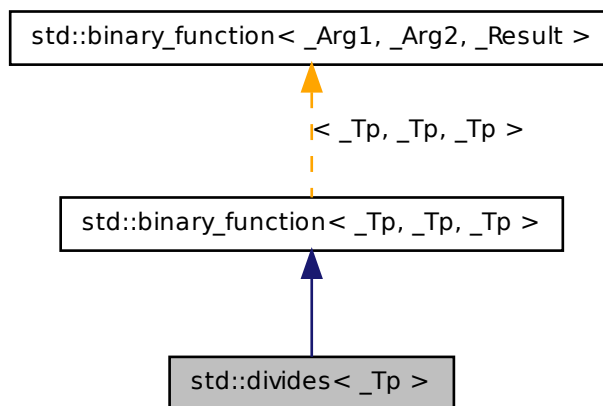 std::binary_function< _Arg1, _Arg2, _Result >
< _Tp, _Tp, _Tp >
std::binary_function< _Tp, _Tp, _Tp >
std::divides< _Tp >